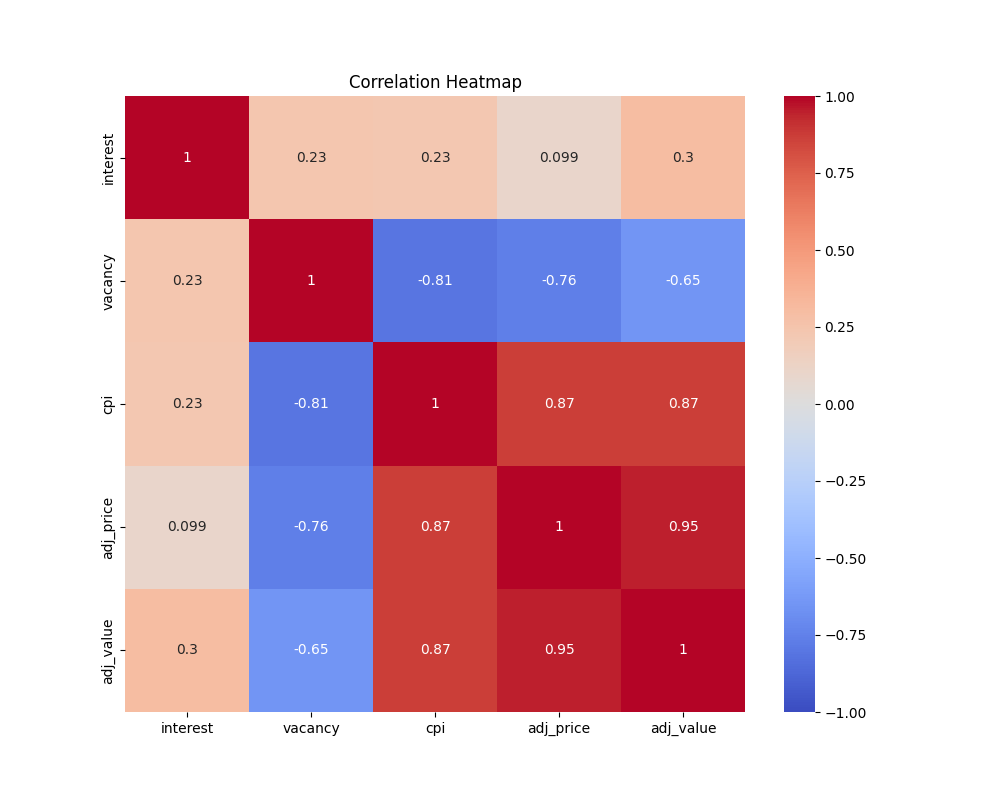 Correlation Heatmap
interest 1 0.23 0.23 0.099 0.3
vacancy 0.23 1 -0.81 -0.76 -0.65
cpi 0.23 -0.81 1 0.87 0.87
adj_price 0.099 -0.76 0.87 1 0.95
adj_value 0.3 -0.65 0.87 0.95 1
interest vacancy cpi adj_price adj_value
1.00
0.75
0.50
0.25
0.00
−0.25
−0.50
−0.75
−1.00